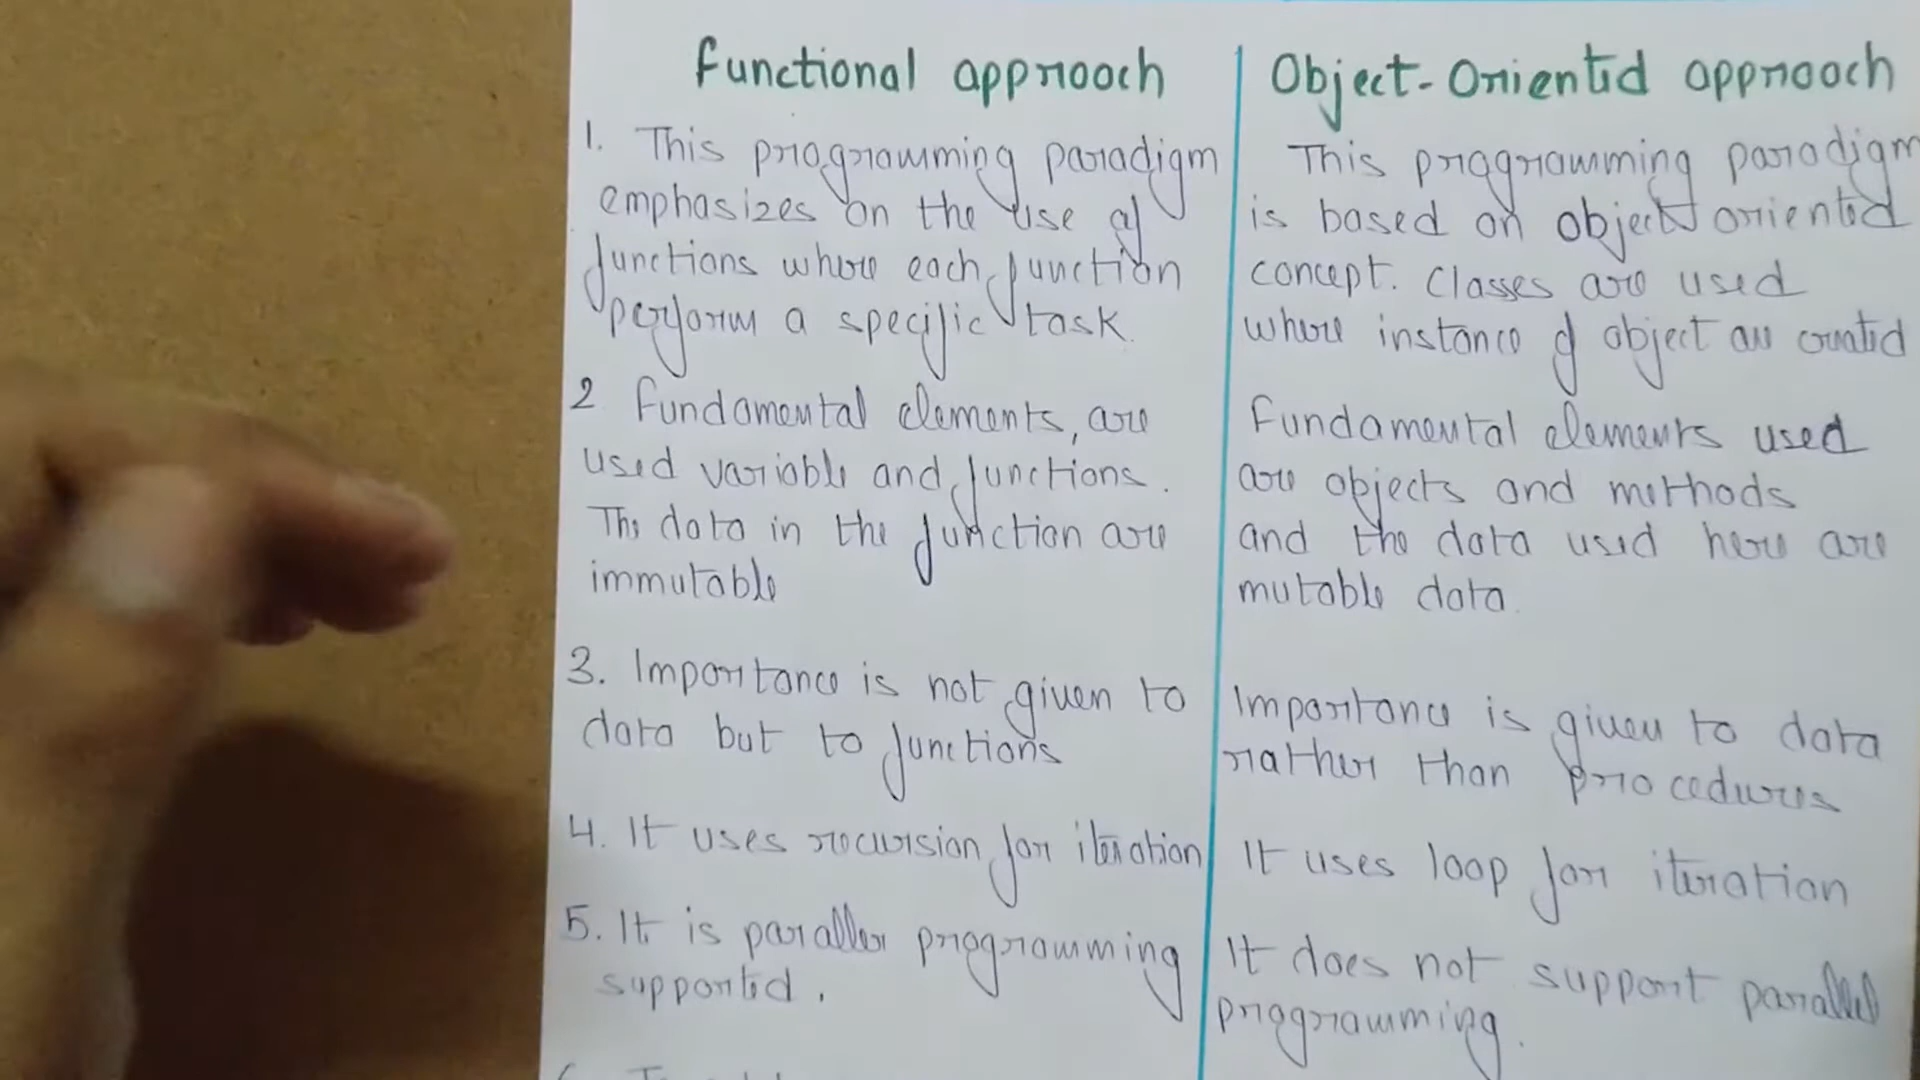 Functional approach
1. This programming paradigm
emphasizes on the use of
functions where each function
perform a specific task.
2 Fundamental elements, are
used variable and functions.
The data in the function are
immutable
3. Importance is not given to
data but to functions
4. It uses recursion for iteration
5. It is parallel programming
supported.
Object-Oriented approach
This programming paradigm
is based on object oriented
concept. Classes are used
where instance of object are created
Fundamental elements used
are objects and methods
and the data used here are
mutable data.
Importance is given to data
rather than procedures
It uses loop for iteration
It does not support parallel
programming.